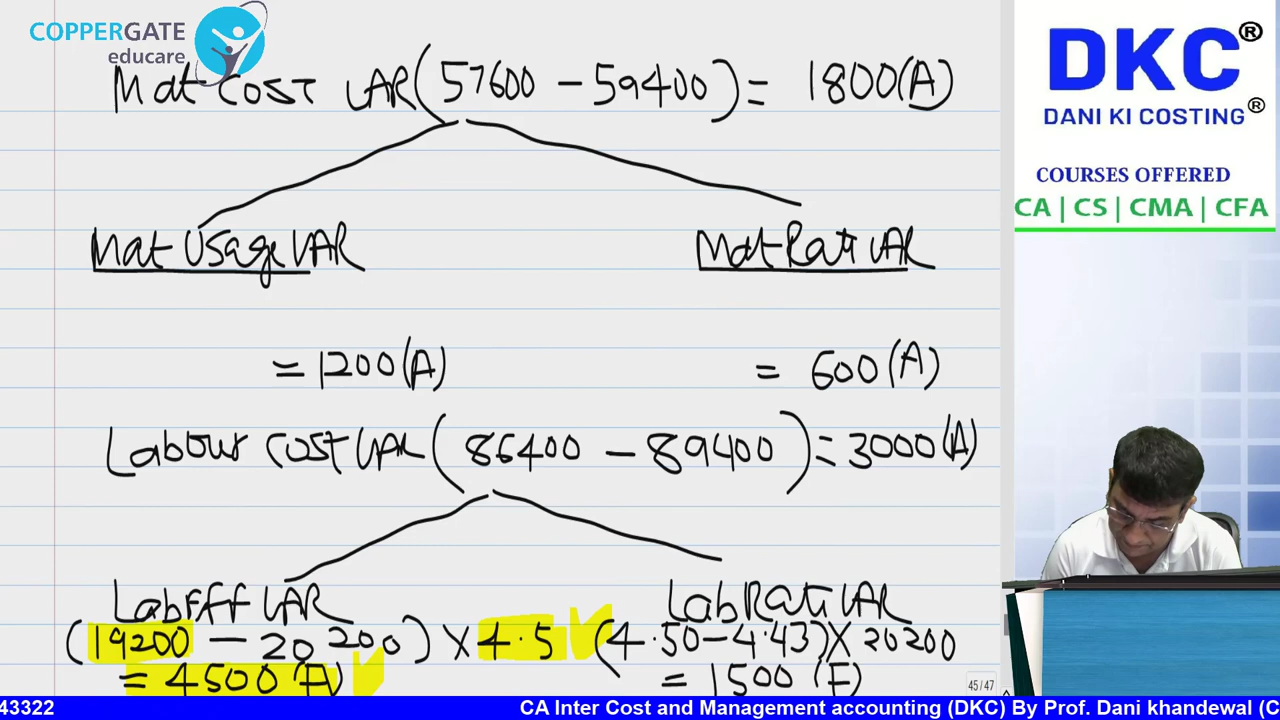 COPPERGATE
educare
Mat Cost VAR (57600 - 59400) = 1800(A)
Mat Usage VAR
Mat Rate VAR
= 1200(A)
= 600(A)
Labour Cost VAR (86400 - 89400) = 3000(A)
Lab Eff VAR
Lab Rate VAR
(19200 - 20200) X 4.5
(4.50-4.43) X 20200
= 4500 (A)
= 1500 (F)
45/47
DKC®
DANI KI COSTING®
COURSES OFFERED
CA | CS | CMA | CFA
43322
CA Inter Cost and Management accounting (DKC) By Prof. Dani khandewal (C